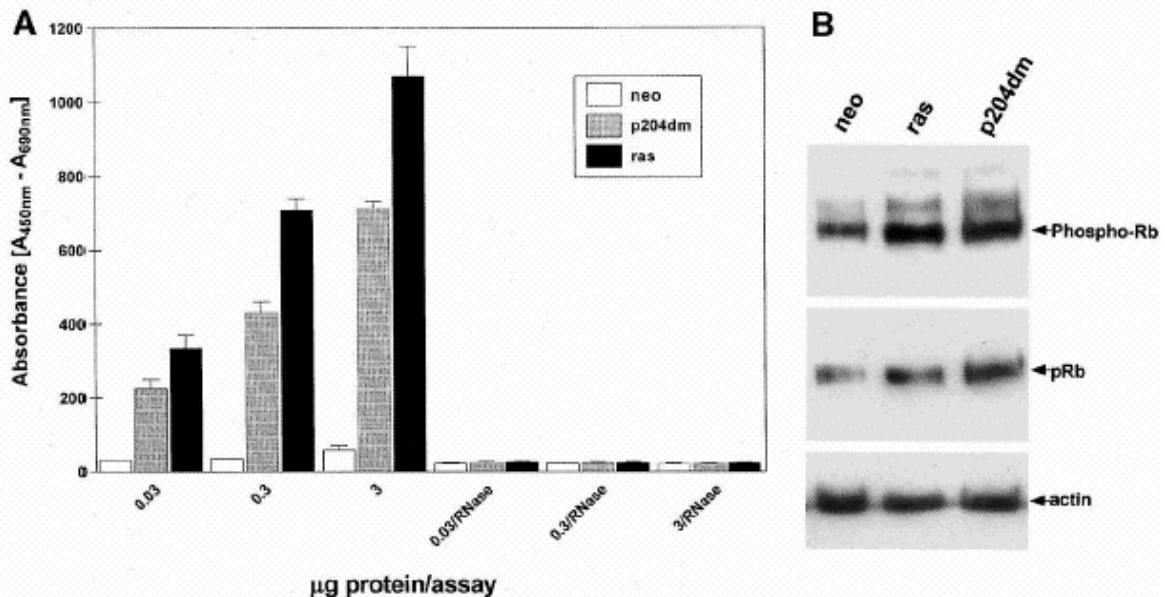 A
Absorbance [A450nm - A690nm]
1200
1000
800
600
400
200
0
neo
p204dm
ras
0.03
0.3
3
0.03/RNase
0.3/RNase
3/RNase
µg protein/assay
B
neo
ras
p204dm
Phospho-Rb
pRb
actin